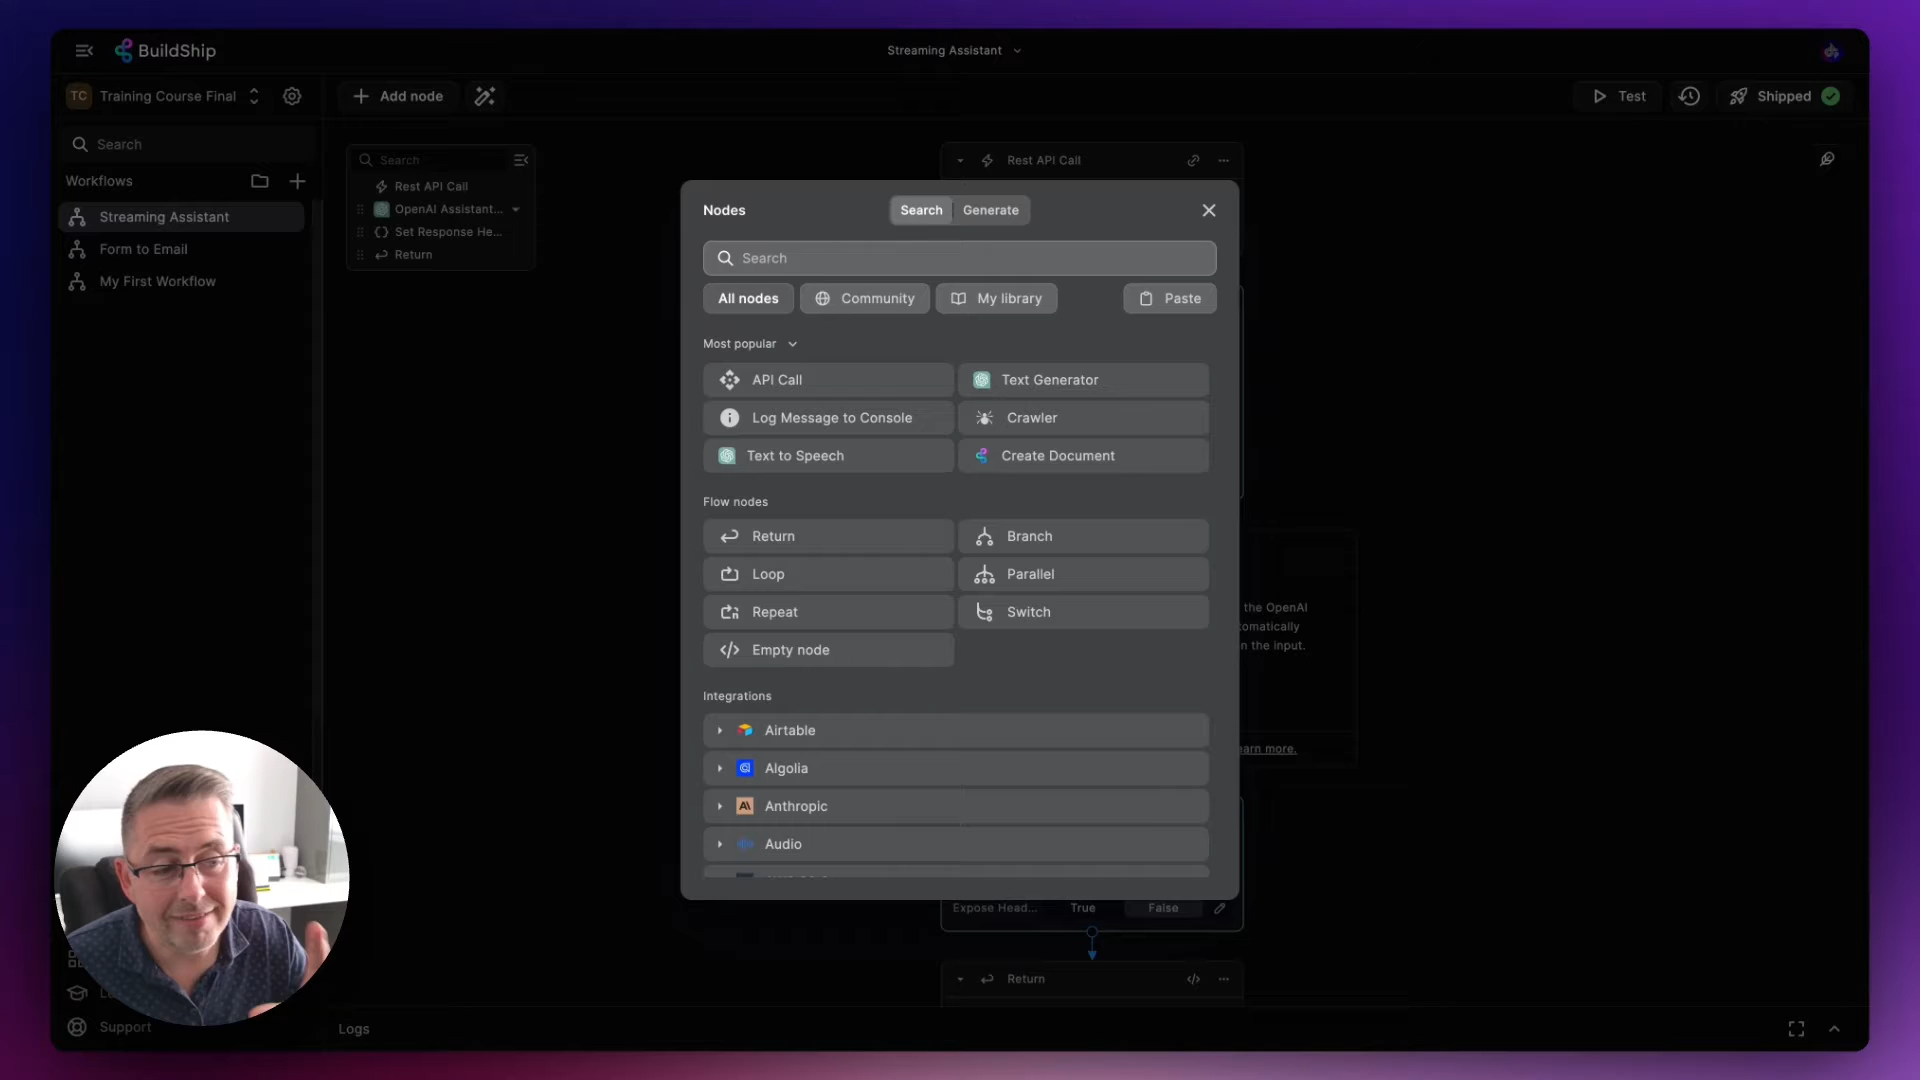 BuildShip
Streaming Assistant
TC Training Course Final
Add node
Test
Shipped
Search
Workflows
Streaming Assistant
Form to Email
My First Workflow
Search
Rest API Call
OpenAI Assistant...
Set Response He...
Return
Rest API Call
Nodes
Search
Generate
Search
All nodes
Community
My library
Paste
Most popular
API Call
Text Generator
Log Message to Console
Crawler
Text to Speech
Create Document
Flow nodes
Return
Branch
Loop
Parallel
Repeat
Switch
Empty node
Integrations
Airtable
Algolia
Anthropic
Audio
the OpenAI
tomatically
n the input.
earn more.
Expose Head...
True
False
Return
Support
Logs